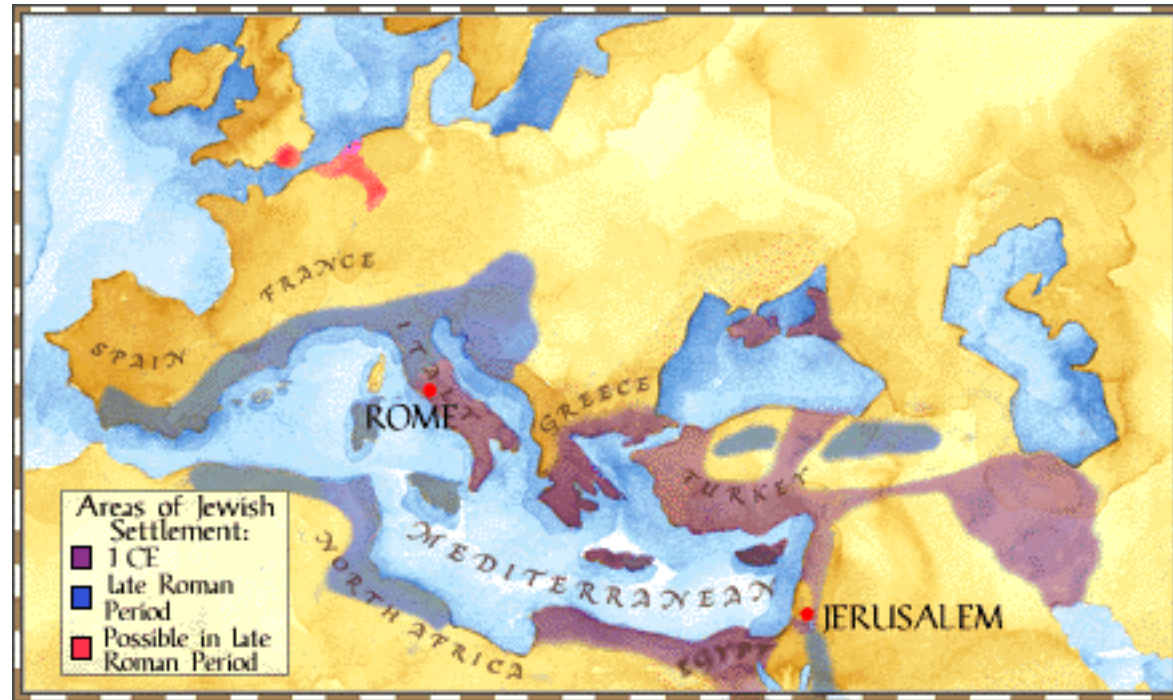 FRANCE
SPAIN
ITALY
ROME
GREECE
TURKEY
MEDITERRANEAN
NORTH AFRICA
EGYPT
JERUSALEM
Areas of Jewish
Settlement:
1 CE
Late Roman
Period
Possible in late
Roman Period